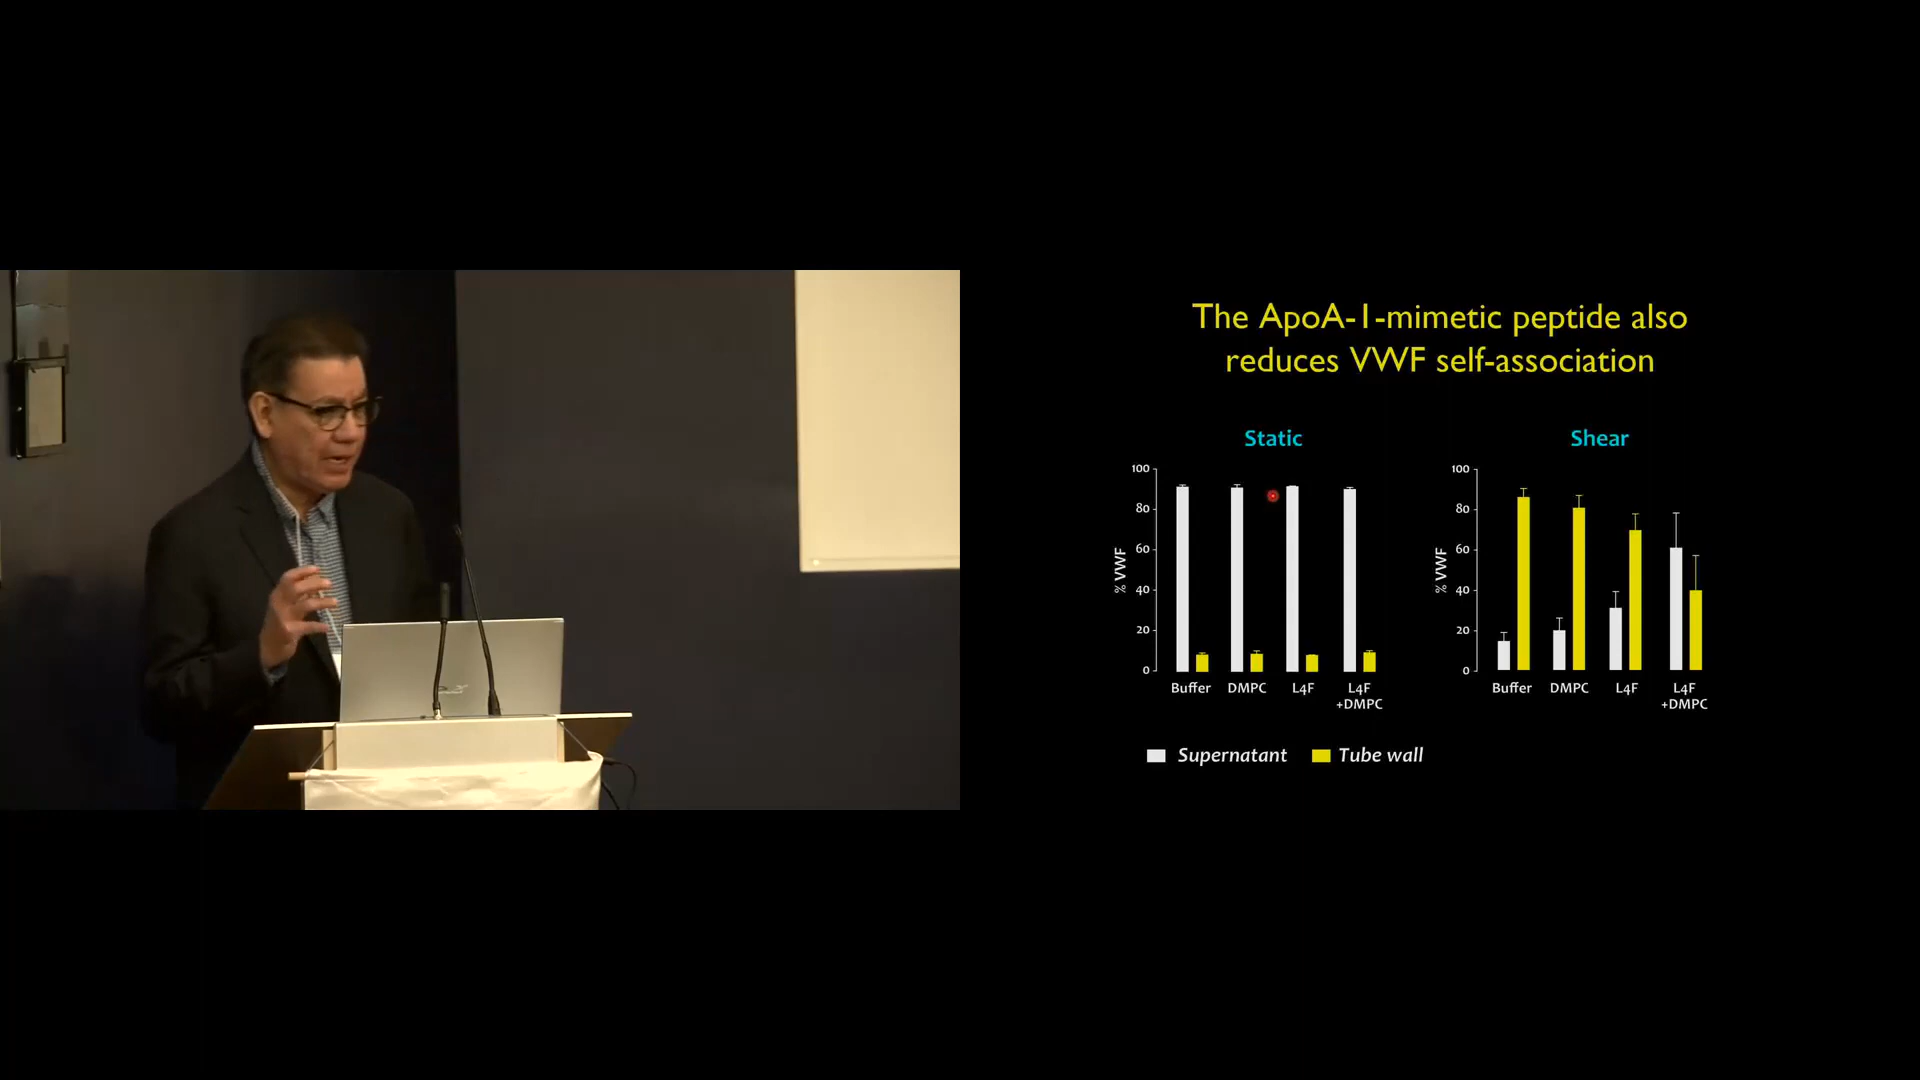 The ApoA-1-mimetic peptide also
reduces VWF self-association
Static
100
80
60
40
20
0
% VWF
Buffer
DMPC
L4F
L4F
+DMPC
Shear
100
80
60
40
20
0
% VWF
Buffer
DMPC
L4F
L4F
+DMPC
Supernatant
Tube wall